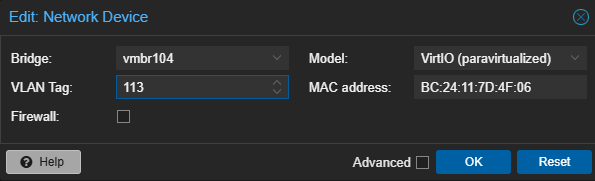 Edit: Network Device
Bridge: vmbr104 Model: VirtIO (paravirtualized)
VLAN Tag: 113 MAC address: BC:24:11:7D:4F:06
Firewall:
? Help Advanced OK Reset